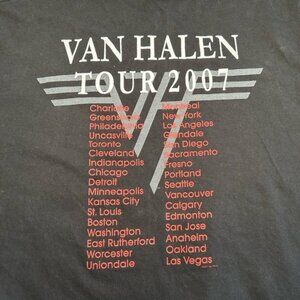 VAN HALEN
TOUR 2007
Charlotte
Greensboro
Philadelphia
Uncasville
Toronto
Cleveland
Indianapolis
Chicago
Detroit
Minneapolis
Kansas City
St. Louis
Boston
Washington
East Rutherford
Worcester
Uniondale
Montreal
New York
Los Angeles
Glendale
San Diego
Sacramento
Fresno
Portland
Seattle
Vancouver
Calgary
Edmonton
San Jose
Anaheim
Oakland
Las Vegas